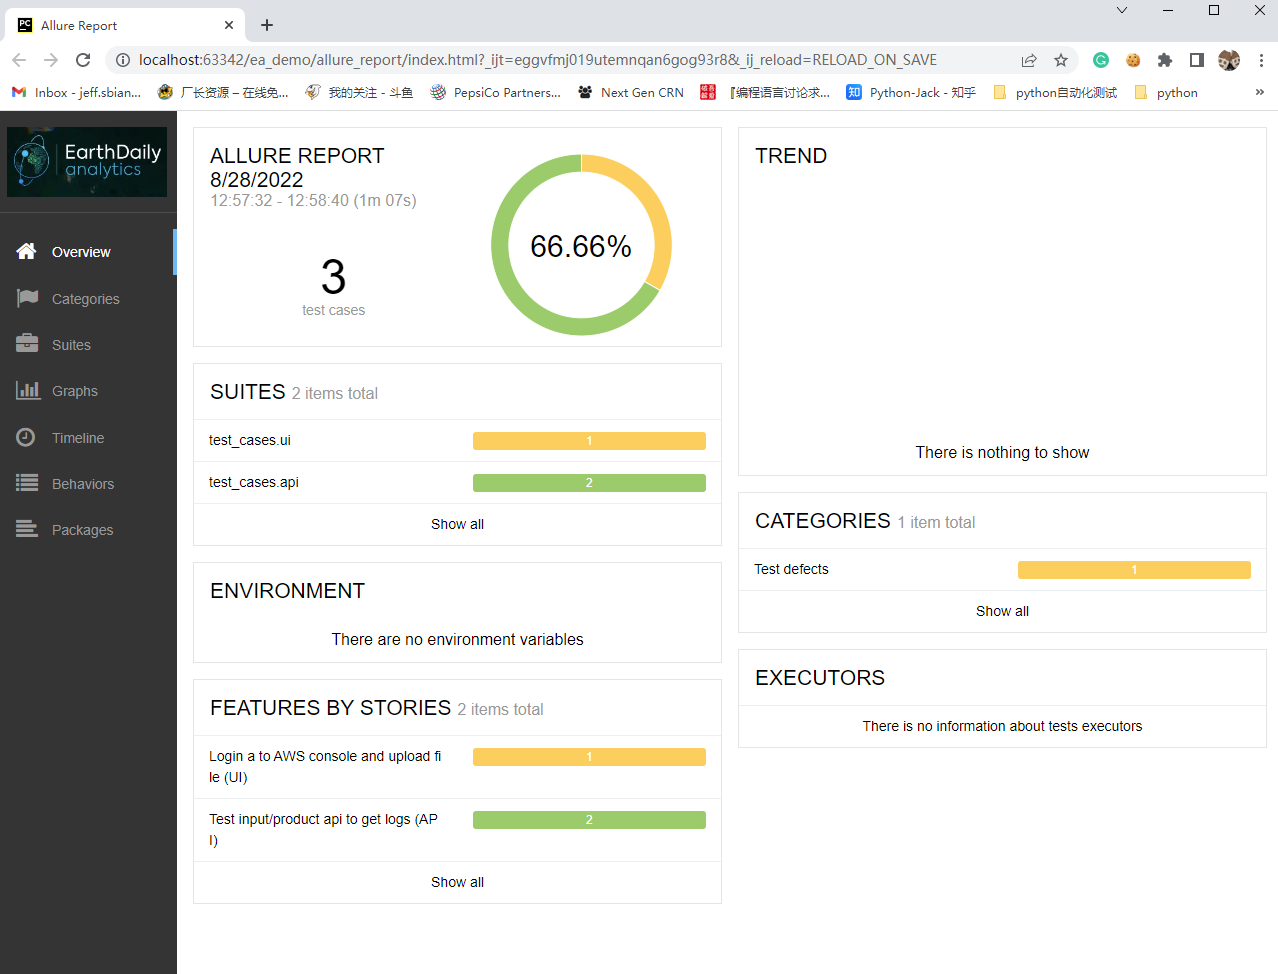 Allure Report
localhost:63342/ea_demo/allure_report/index.html?_ijt=eggvfmj019utemnqan6gog93r8&_ij_reload=RELOAD_ON_SAVE
Inbox - jeff.sbian...
厂长资源 – 在线免...
我的关注 - 斗鱼
PepsiCo Partners...
Next Gen CRN
『编程语言讨论求...
Python-Jack - 知乎
python自动化测试
python
»
EarthDaily
analytics
Overview
Categories
Suites
Graphs
Timeline
Behaviors
Packages
ALLURE REPORT
8/28/2022
12:57:32 - 12:58:40 (1m 07s)
3
test cases
66.66%
SUITES 2 items total
test_cases.ui 1
test_cases.api 2
Show all
ENVIRONMENT
There are no environment variables
FEATURES BY STORIES 2 items total
Login a to AWS console and upload fi 1
le (UI)
Test input/product api to get logs (AP 2
I)
Show all
TREND
There is nothing to show
CATEGORIES 1 item total
Test defects 1
Show all
EXECUTORS
There is no information about tests executors